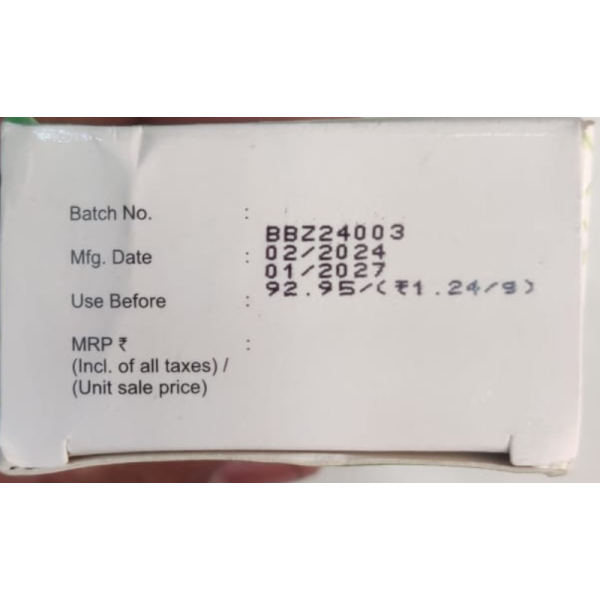 Batch No. :
BBZ24003
Mfg. Date : 02/2024
01/2027
Use Before : 92.95/(₹1.24/g)
MRP ₹ :
(Incl. of all taxes) /
(Unit sale price)